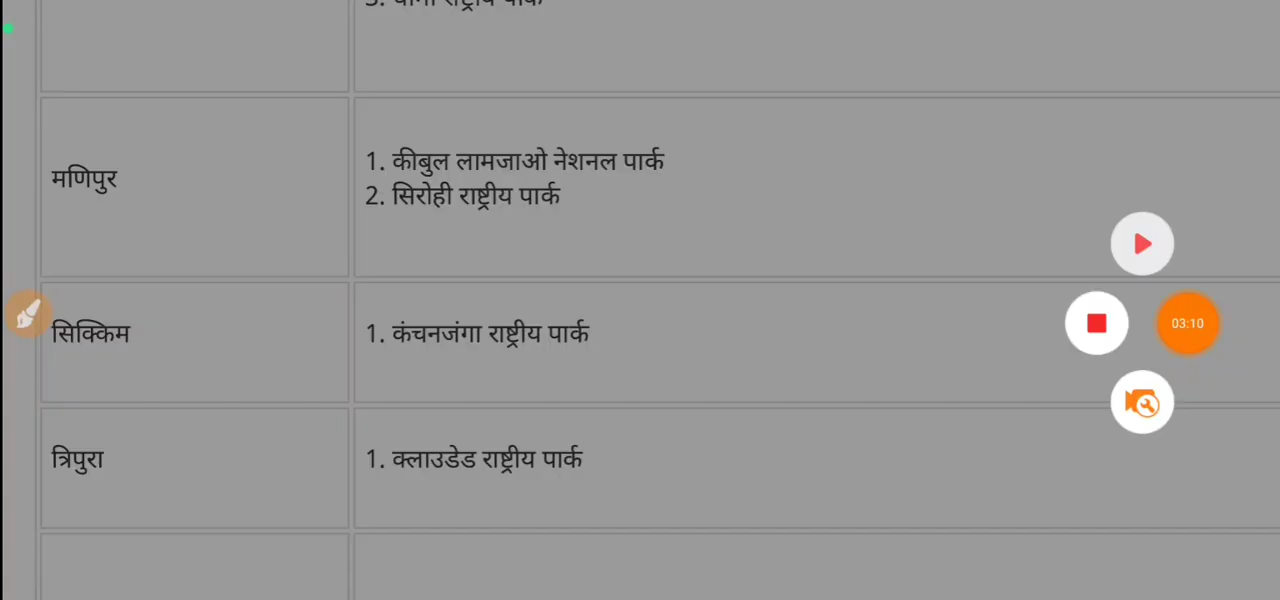 मणिपुर
1. कीबुल लामजाओ नेशनल पार्क
2. सिरोही राष्ट्रीय पार्क
सिक्किम
1. कंचनजंगा राष्ट्रीय पार्क
03:10
त्रिपुरा
1. क्लाउडेड राष्ट्रीय पार्क